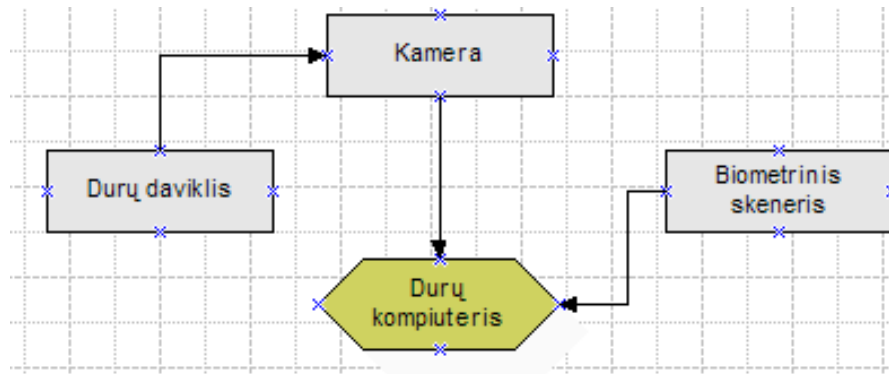 Kamera
Durų daviklis
Biometrinis
skeneris
Durų
kompiuteris